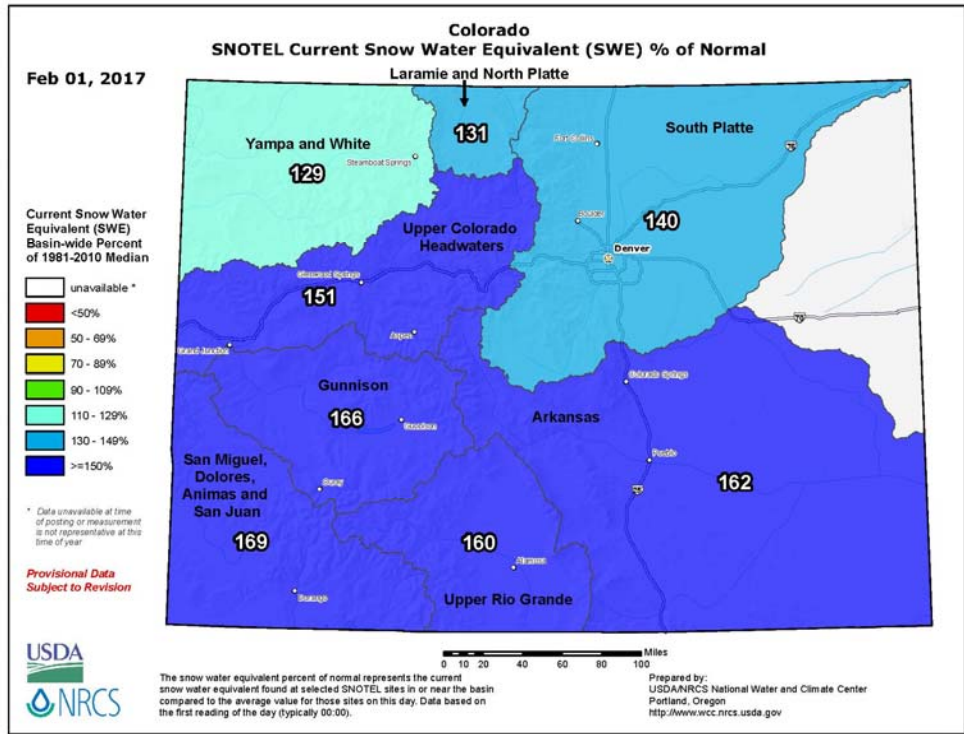 Colorado
SNOTEL Current Snow Water Equivalent (SWE) % of Normal
Feb 01, 2017
Laramie and North Platte
131
South Platte
Yampa and White
129
Steamboat Springs
Fort Collins
76
Boulder
140
Denver
Upper Colorado
Headwaters
Glenwood Springs
151
70
Aspen
Grand Junction
Colorado Springs
Gunnison
166
Gunnison
Arkansas
Pueblo
162
San Miguel,
Dolores,
Animas and
San Juan
169
Ouray
25
160
Alamosa
Durango
Upper Rio Grande
Current Snow Water
Equivalent (SWE)
Basin-wide Percent
of 1981-2010 Median
unavailable *
<50%
50 - 69%
70 - 89%
90 - 109%
110 - 129%
130 - 149%
>=150%
* Data unavailable at time
of posting or measurement
is not representative at this
time of year
Provisional Data
Subject to Revision
USDA
NRCS
Miles
0 10 20 40 60 80 100
The snow water equivalent percent of normal represents the current
snow water equivalent found at selected SNOTEL sites in or near the basin
compared to the average value for those sites on this day. Data based on
the first reading of the day (typically 00:00).
Prepared by:
USDA/NRCS National Water and Climate Center
Portland, Oregon
http://www.wcc.nrcs.usda.gov